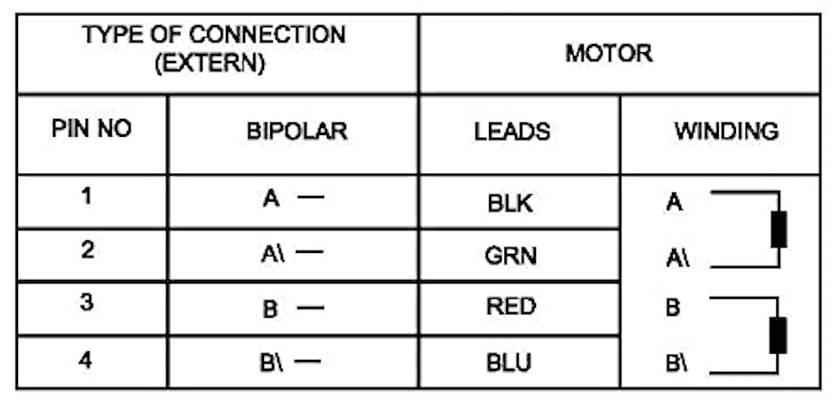 TYPE OF CONNECTION
(EXTERN)
MOTOR
PIN NO
BIPOLAR
LEADS
WINDING
1
A —
BLK
A
2
A\ —
GRN
A\
3
B —
RED
B
4
B\ —
BLU
B\